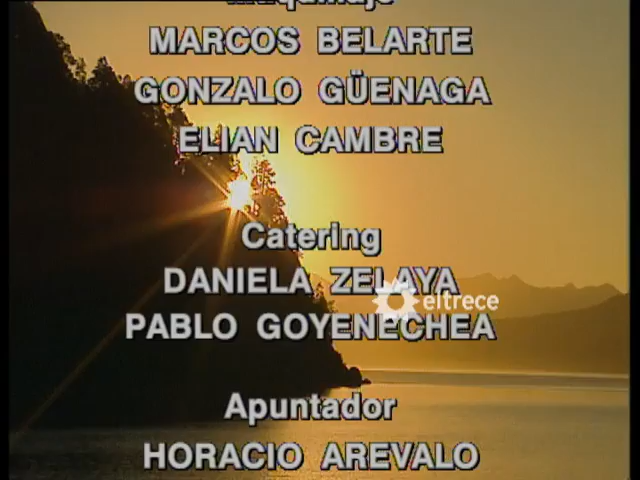 MARCOS BELARTE
GONZALO GÜENAGA
ELIAN CAMBRE
Catering
DANIELA ZELAYA
eltrece
PABLO GOYENECHEA
Apuntador
HORACIO AREVALO